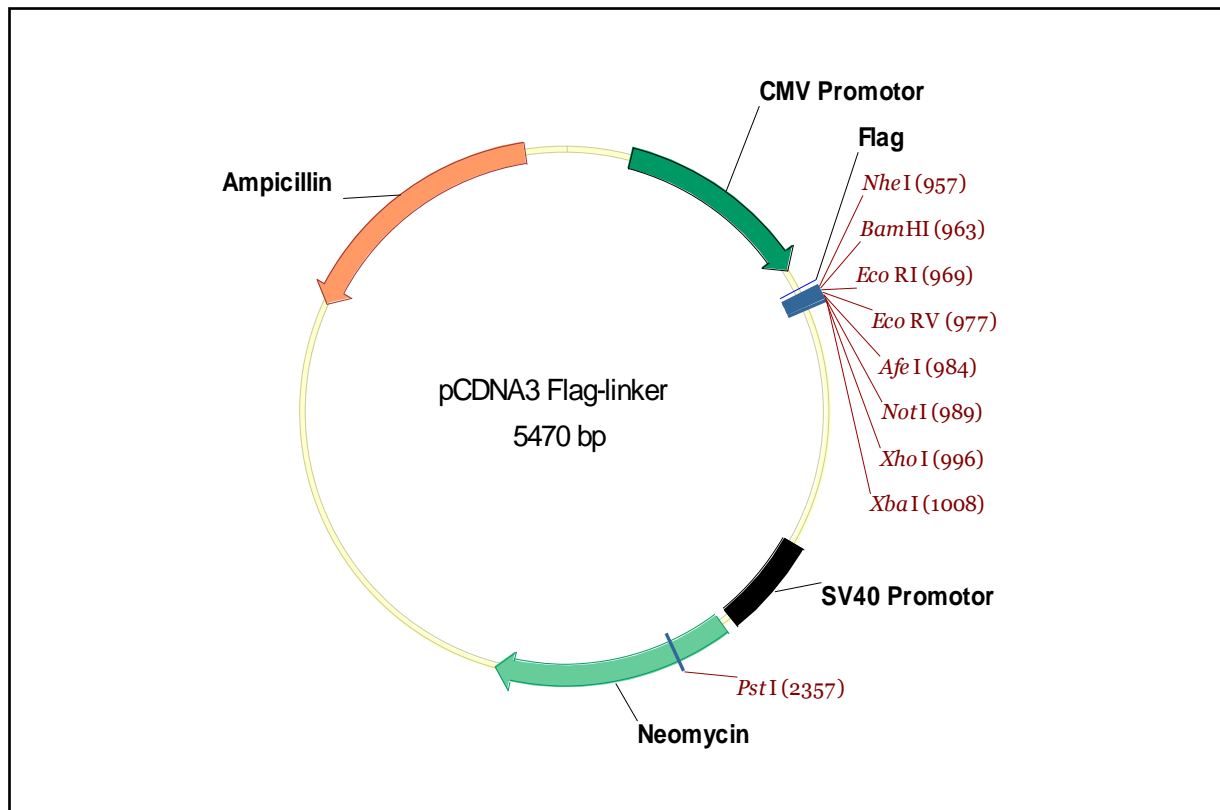 CMV Promotor
Flag
Ampicillin
NheI (957)
BamHI (963)
Eco RI (969)
Eco RV (977)
AfeI (984)
NotI (989)
XhoI (996)
XbaI (1008)
pCDNA3 Flag-linker
5470 bp
SV40 Promotor
PstI (2357)
Neomycin